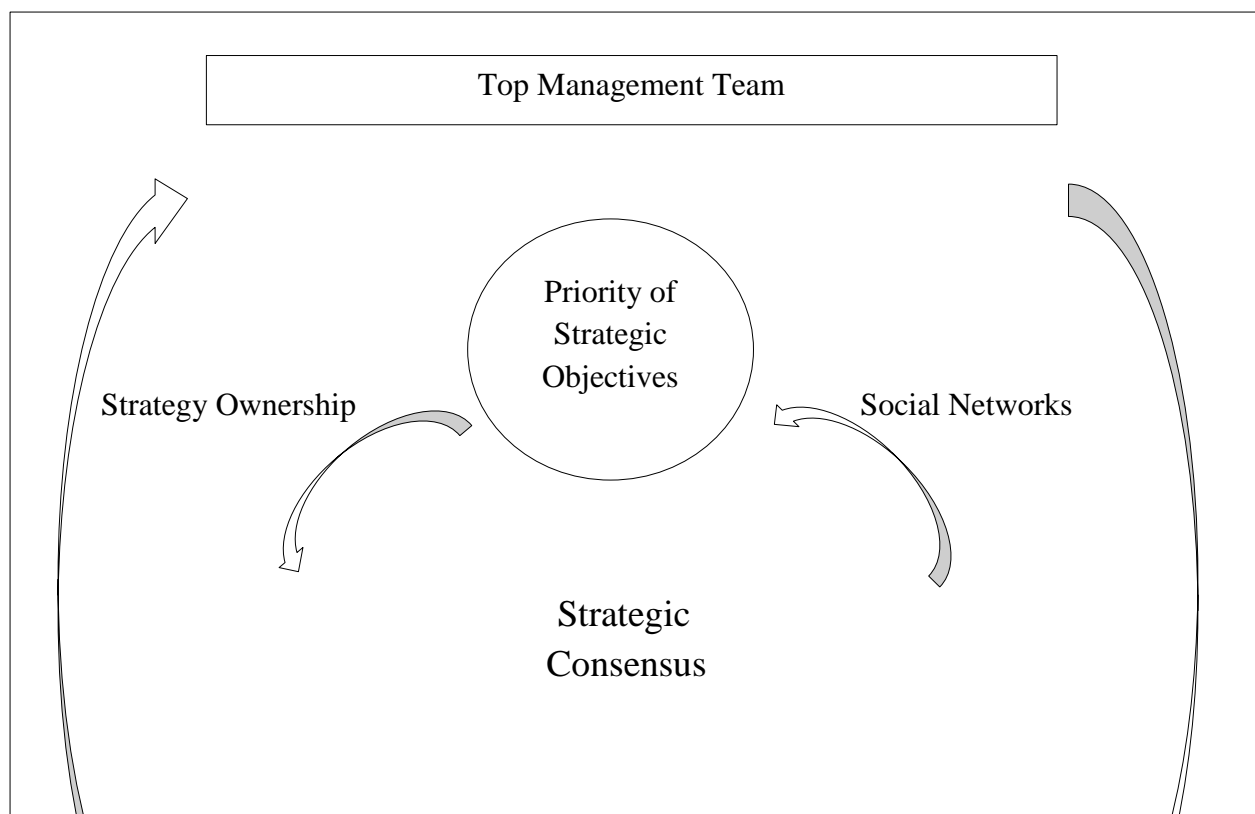 Top Management Team
Priority of
Strategic
Objectives
Strategy Ownership
Social Networks
Strategic
Consensus